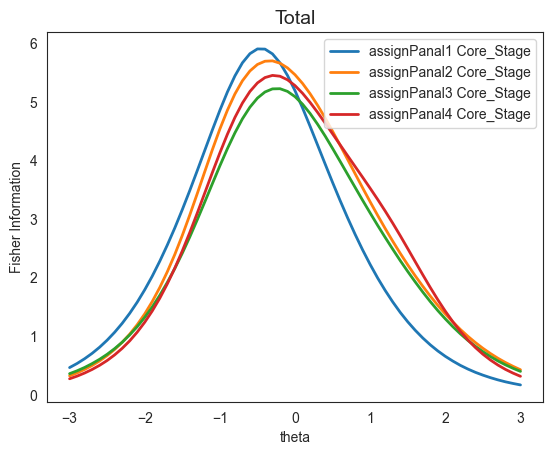 Total
Fisher Information
6
5
4
3
2
1
0
assignPanal1 Core_Stage
assignPanal2 Core_Stage
assignPanal3 Core_Stage
assignPanal4 Core_Stage
−3 −2 −1 0 1 2 3
theta